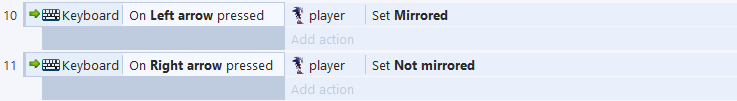 10 Keyboard On Left arrow pressed player Set Mirrored
Add action
11 Keyboard On Right arrow pressed player Set Not mirrored
Add action